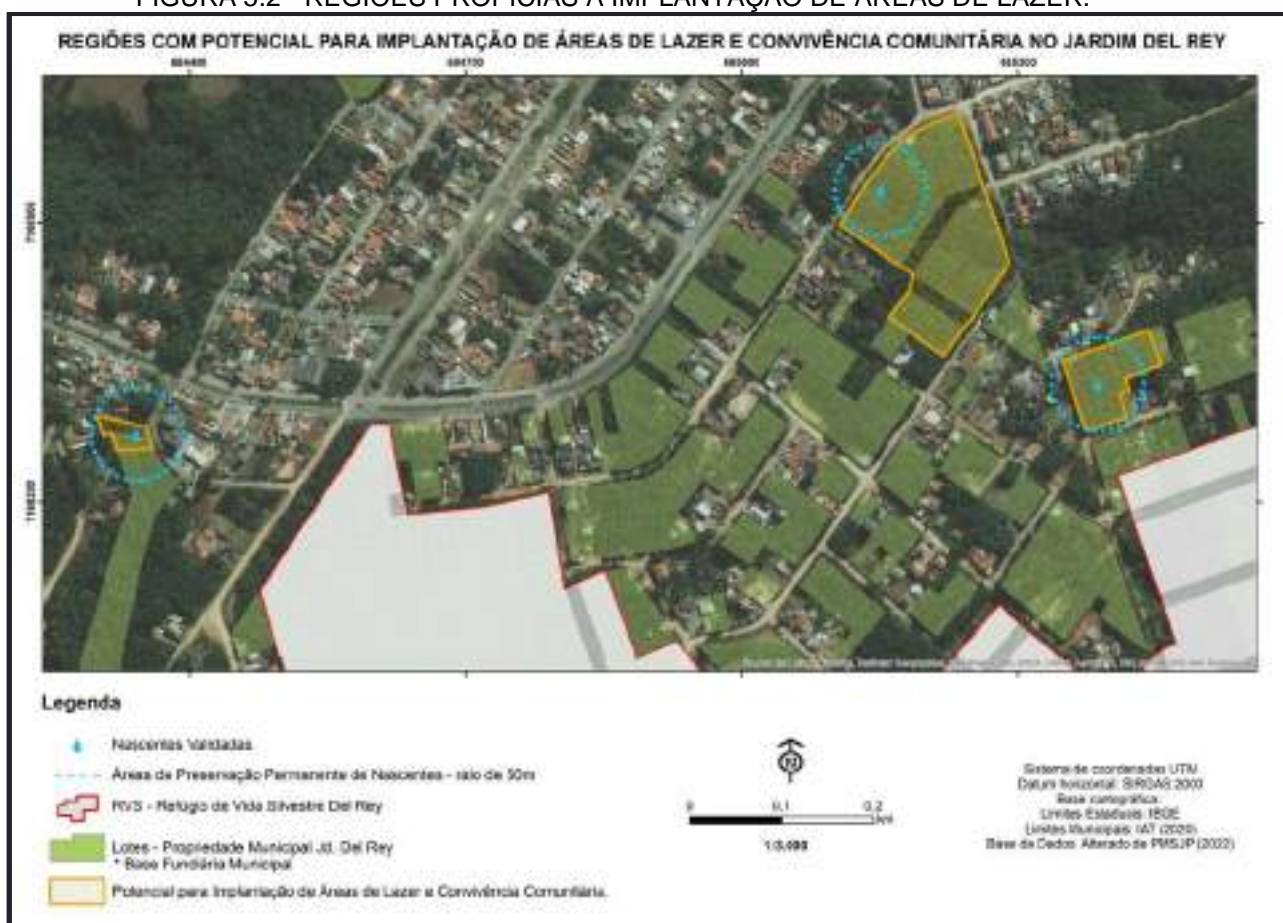 FIGURA 3.2 - REGIÕES PROPÍCIAS À IMPLANTAÇÃO DE ÁREAS DE LAZER.
REGIÕES COM POTENCIAL PARA IMPLANTAÇÃO DE ÁREAS DE LAZER E CONVIVÊNCIA COMUNITÁRIA NO JARDIM DEL REY
Legenda
Nascentes Validadas
Áreas de Preservação Permanente de Nascentes - raio de 50m
RVS - Refúgio de Vida Silvestre Del Rey
Lotes - Propriedade Municipal Jd. Del Rey
* Base Fundiária Municipal
Potencial para Implantação de Áreas de Lazer e Convivência Comunitária.
N
0 0,1 0,2
km
Sistema de coordenadas UTM
Datum horizontal: SIRGAS 2000
Base cartográfica:
Limites Estaduais: IBGE
Limites Municipais: IAT (2020)
Base de Dados: Alterado de PMSJP (2022)